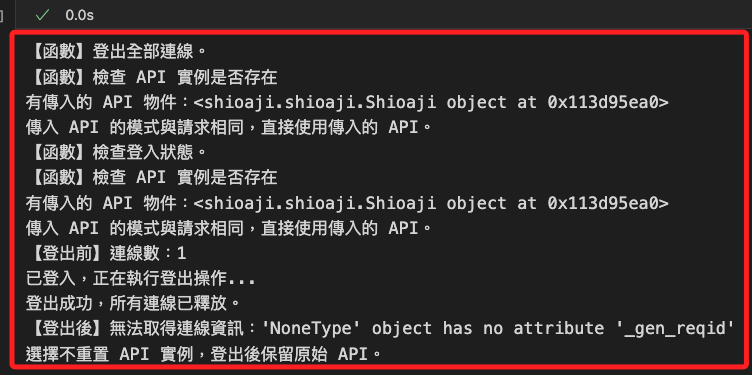 0.0s
【函數】登出全部連線。
【函數】檢查 API 實例是否存在
有傳入的 API 物件：<shioaji.shioaji.Shioaji object at 0x113d95ea0>
傳入 API 的模式與請求相同，直接使用傳入的 API。
【函數】檢查登入狀態。
【函數】檢查 API 實例是否存在
有傳入的 API 物件：<shioaji.shioaji.Shioaji object at 0x113d95ea0>
傳入 API 的模式與請求相同，直接使用傳入的 API。
【登出前】連線數：1
已登入，正在執行登出操作...
登出成功，所有連線已釋放。
【登出後】無法取得連線資訊：'NoneType' object has no attribute '_gen_reqid'
選擇不重置 API 實例，登出後保留原始 API。